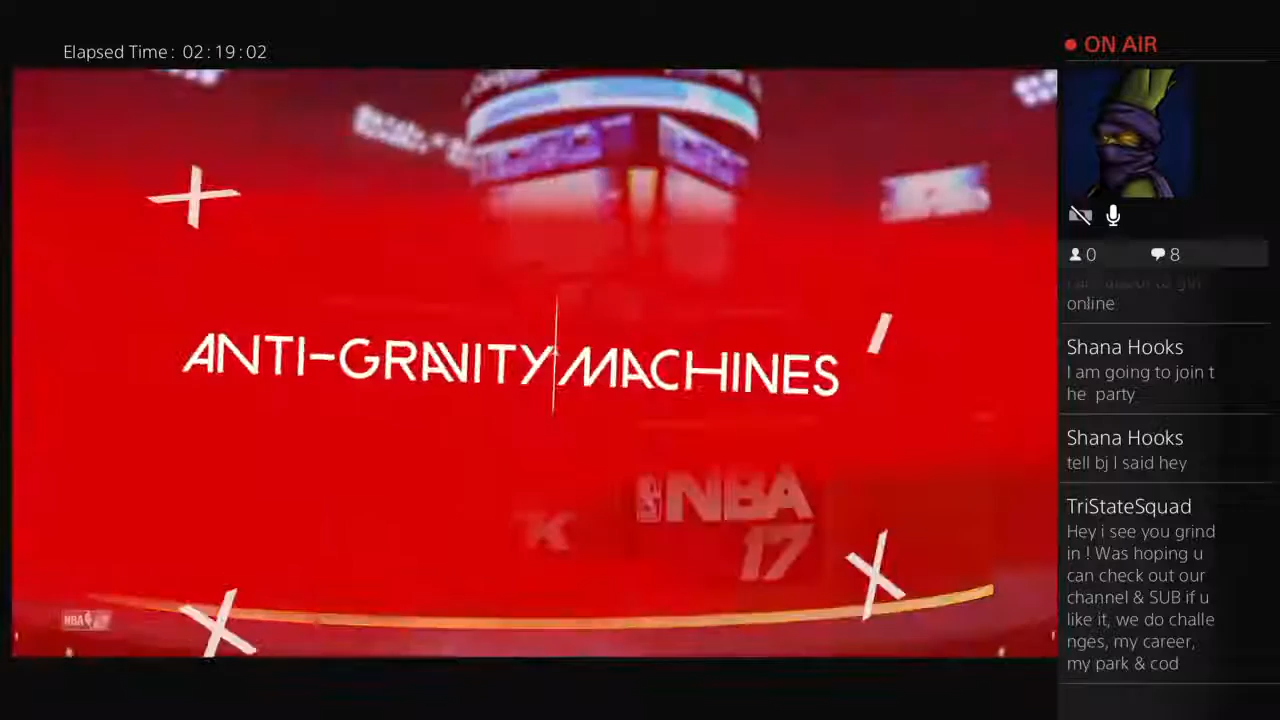 Elapsed Time: 02:19:02
ON AIR
0 8
online
Shana Hooks
I am going to join t
he party
Shana Hooks
tell bj I said hey
TriStateSquad
Hey i see you grind
in ! Was hoping u
can check out our
channel & SUB if u
like it, we do challe
nges, my career,
my park & cod
ANTI-GRAVITY MACHINES
NBA
17
NBA